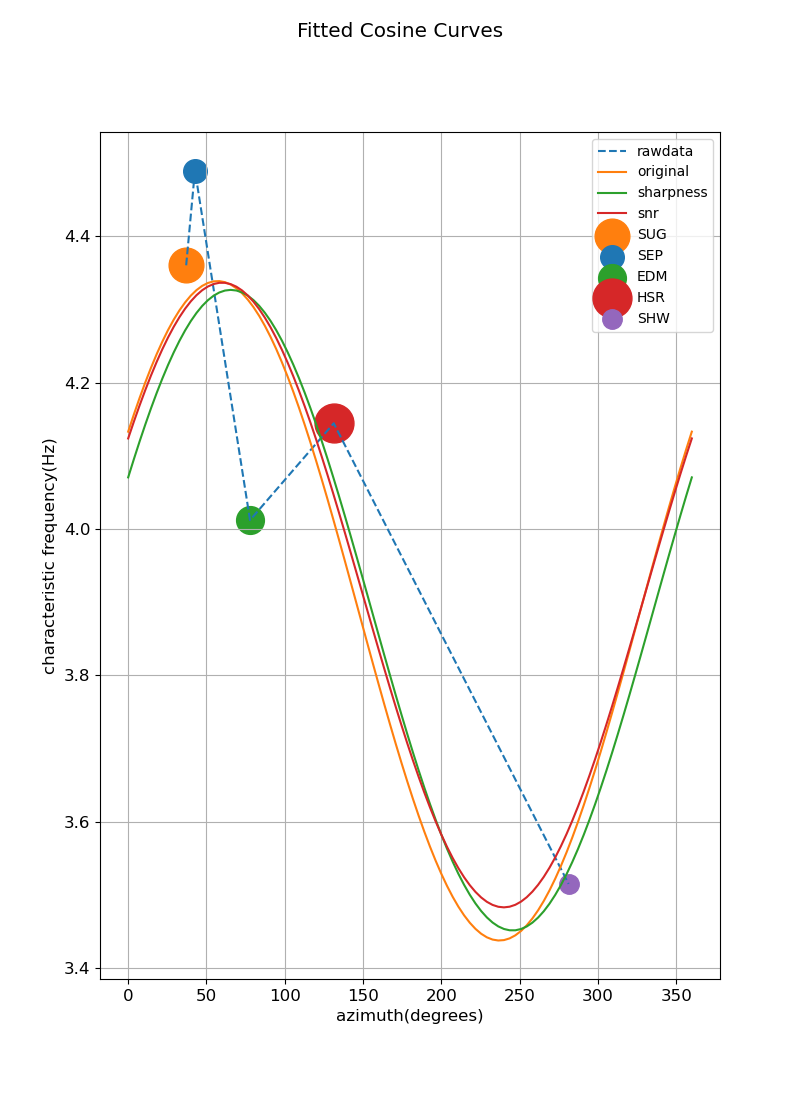 Fitted Cosine Curves
rawdata
original
sharpness
snr
SUG
SEP
EDM
HSR
SHW
4.4
4.2
4.0
3.8
3.6
3.4
characteristic frequency(Hz)
0 50 100 150 200 250 300 350
azimuth(degrees)